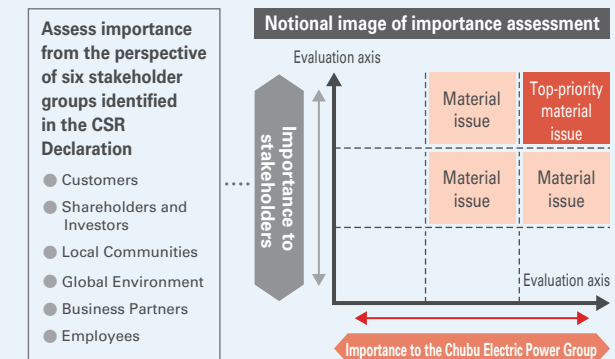 Assess importance
from the perspective
of six stakeholder
groups identified
in the CSR
Declaration
● Customers
● Shareholders and
Investors
● Local Communities
● Global Environment
● Business Partners
● Employees
Notional image of importance assessment
Evaluation axis
Importance to
stakeholders
Material
issue
Top-priority
material
issue
Material
issue
Material
issue
Evaluation axis
Importance to the Chubu Electric Power Group